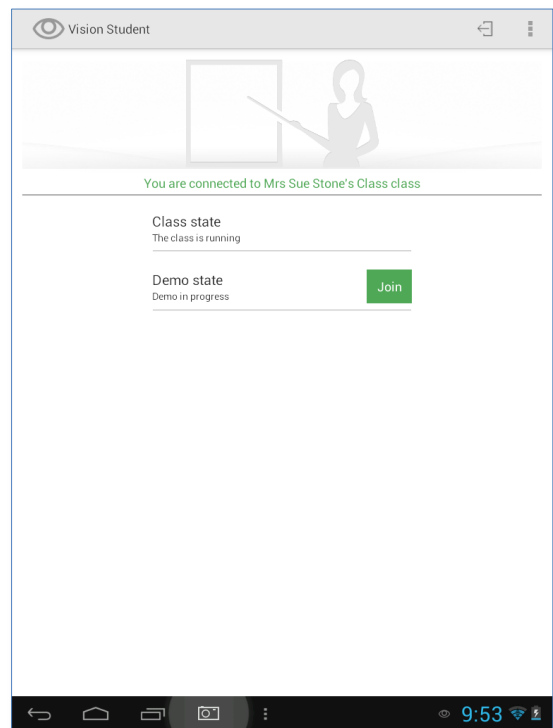 Vision Student
You are connected to Mrs Sue Stone's Class class
Class state
The class is running
Demo state
Demo in progress
Join
9:53